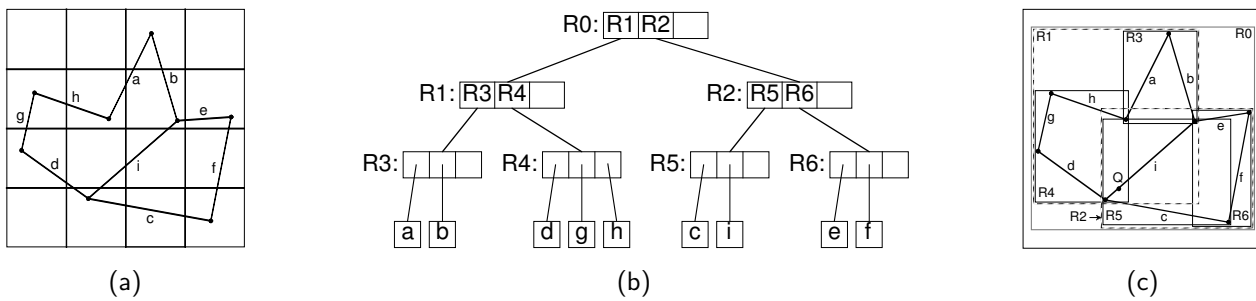 a
b
h
e
g
d
i
f
c
(a)
R0: R1 R2
R1: R3 R4
R2: R5 R6
R3:
R4:
R5:
R6:
a b
d g h
c i
e f
(b)
R1
R3
R0
a
b
h
g
e
d
Q
i
f
R4
R2
R5
c
R6
(c)